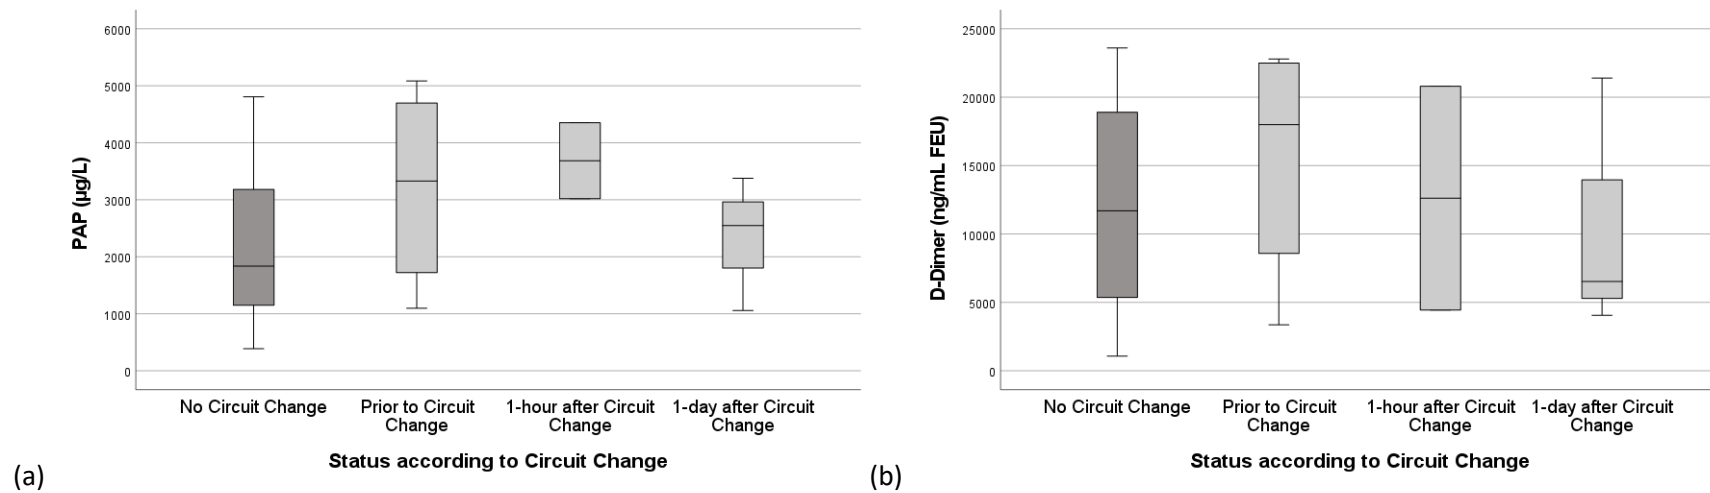 6000
5000
4000
3000
2000
1000
0
PAP (µg/L)
No Circuit Change
Prior to Circuit
Change
1-hour after Circuit
Change
1-day after Circuit
Change
Status according to Circuit Change
(a)
25000
20000
15000
10000
5000
0
D-Dimer (ng/mL FEU)
No Circuit Change
Prior to Circuit
Change
1-hour after Circuit
Change
1-day after Circuit
Change
Status according to Circuit Change
(b)